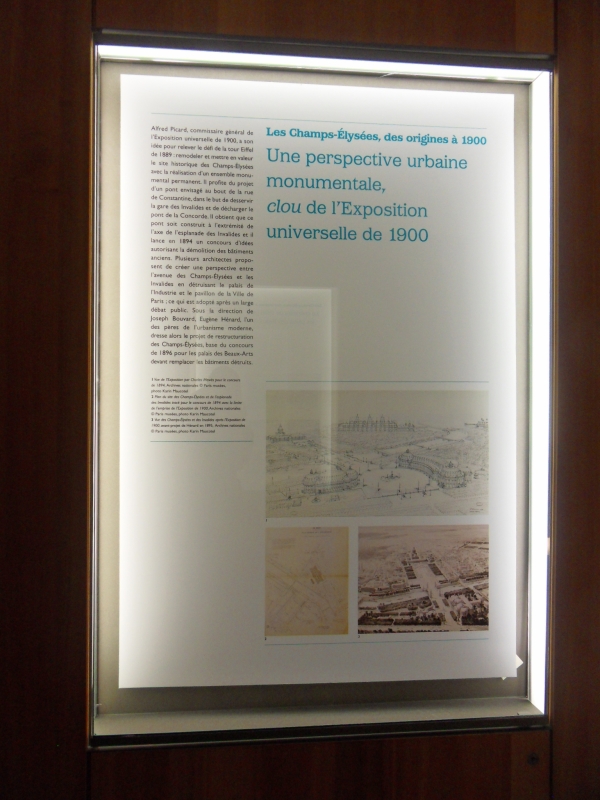 Alfred Picard, commissaire général de
l'Exposition universelle de 1900, a son
idée pour relever le défi de la tour Eiffel
de 1889 : remodeler et mettre en valeur
le site historique des Champs-Élysées
avec la réalisation d'un ensemble monu-
mental permanent. Il profite du projet
d'un pont envisagé au bout de la rue
de Constantine, dans le but de desservir
la gare des Invalides et de décharger le
pont de la Concorde. Il obtient que ce
pont soit construit à l'extrémité de
l'axe de l'esplanade des Invalides et il
lance en 1894 un concours d'idées
autorisant la démolition des bâtiments
anciens. Plusieurs architectes propo-
sent de créer une perspective entre
l'avenue des Champs-Élysées et les
Invalides en détruisant le palais de
l'Industrie et le pavillon de la Ville de
Paris ; ce qui est adopté après un large
débat public. Sous la direction de
Joseph Bouvard, Eugène Hénard, l'un
des pères de l'urbanisme moderne,
dresse alors le projet de restructuration
des Champs-Élysées, base du concours
de 1896 pour les palais des Beaux-Arts
devant remplacer les bâtiments détruits.
Les Champs-Élysées, des origines à 1900
Une perspective urbaine
monumentale,
clou de l'Exposition
universelle de 1900